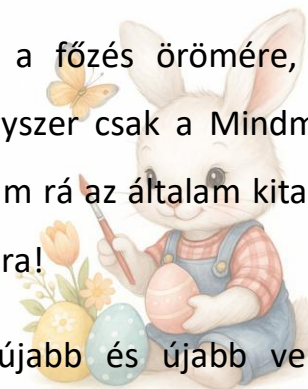 a főzés örömére,
yszer csak a Mindm
m rá az általam kita
ra!
újabb és újabb ve